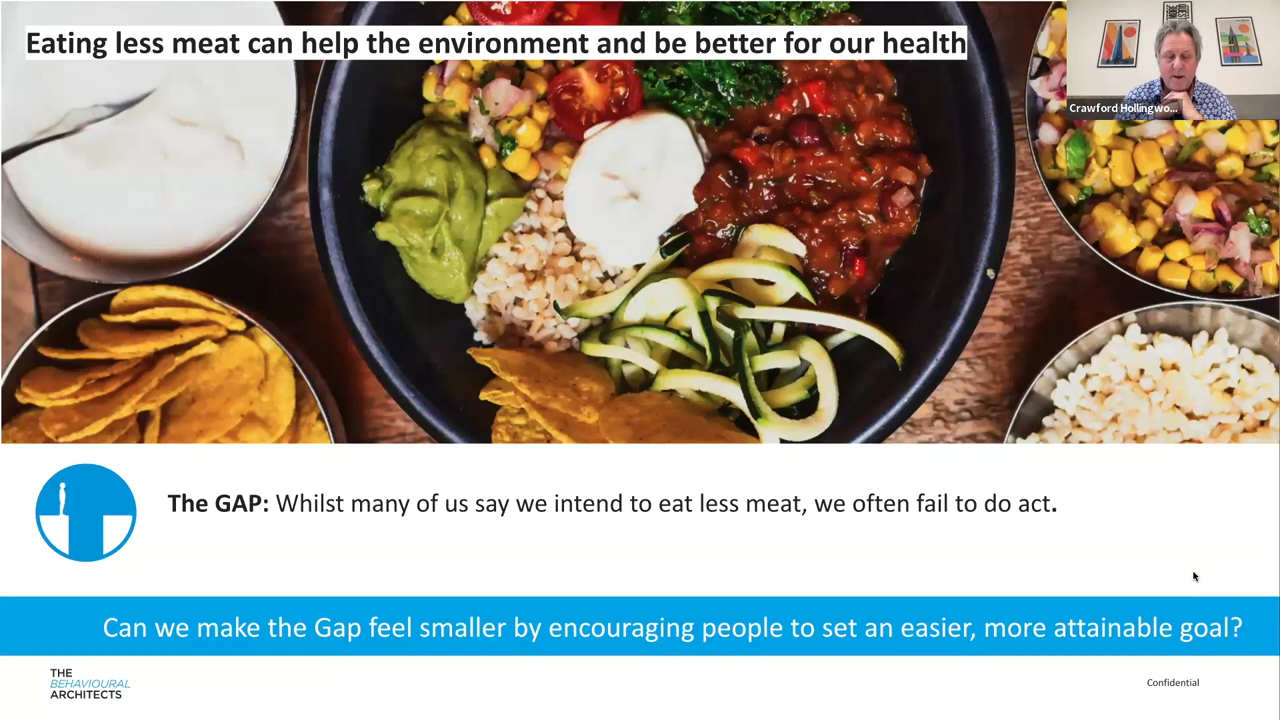 Eating less meat can help the environment and be better for our health
Crawford Hollingwo...
The GAP: Whilst many of us say we intend to eat less meat, we often fail to do act.
Can we make the Gap feel smaller by encouraging people to set an easier, more attainable goal?
THE
BEHAVIOURAL
ARCHITECTS
Confidential